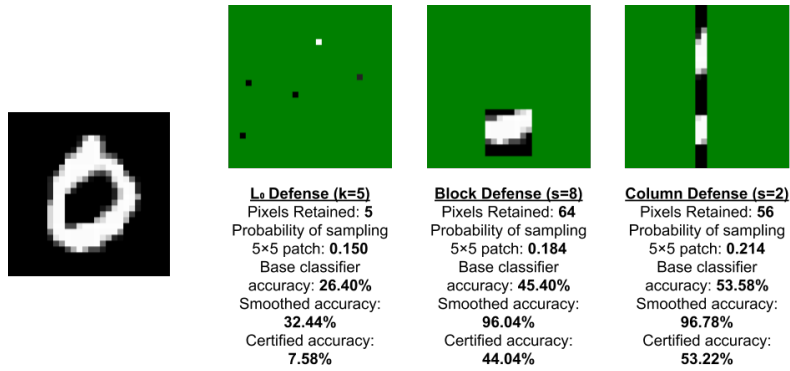 L₀ Defense (k=5)
Pixels Retained: 5
Probability of sampling
5×5 patch: 0.150
Base classifier
accuracy: 26.40%
Smoothed accuracy:
32.44%
Certified accuracy:
7.58%
Block Defense (s=8)
Pixels Retained: 64
Probability of sampling
5×5 patch: 0.184
Base classifier
accuracy: 45.40%
Smoothed accuracy:
96.04%
Certified accuracy:
44.04%
Column Defense (s=2)
Pixels Retained: 56
Probability of sampling
5×5 patch: 0.214
Base classifier
accuracy: 53.58%
Smoothed accuracy:
96.78%
Certified accuracy:
53.22%